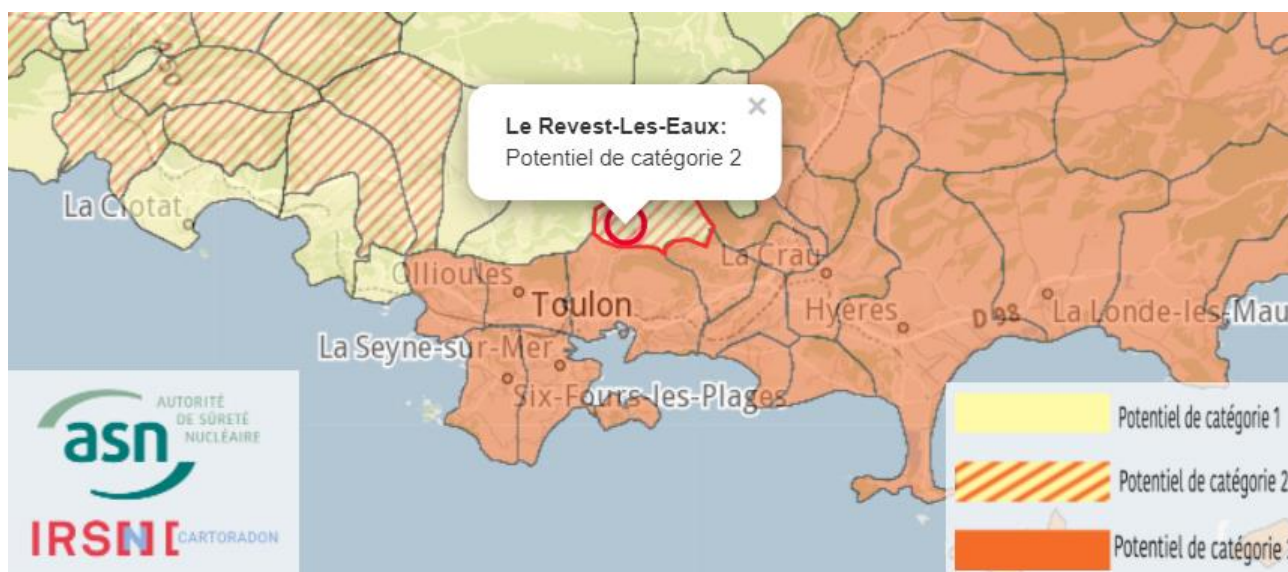 A 50
Le Revest-Les-Eaux:
Potentiel de catégorie 2
×
La Ciotat
Ollioules
La Crau
Toulon
Hyères
D 98
La Londe-les-Mau
La Seyne-sur-Mer
Six-Fours-les-Plages
AUTORITÉ
DE SÛRETÉ
NUCLÉAIRE
asn
IRSN
CARTORADON
Potentiel de catégorie 1
Potentiel de catégorie 2
Potentiel de catégorie